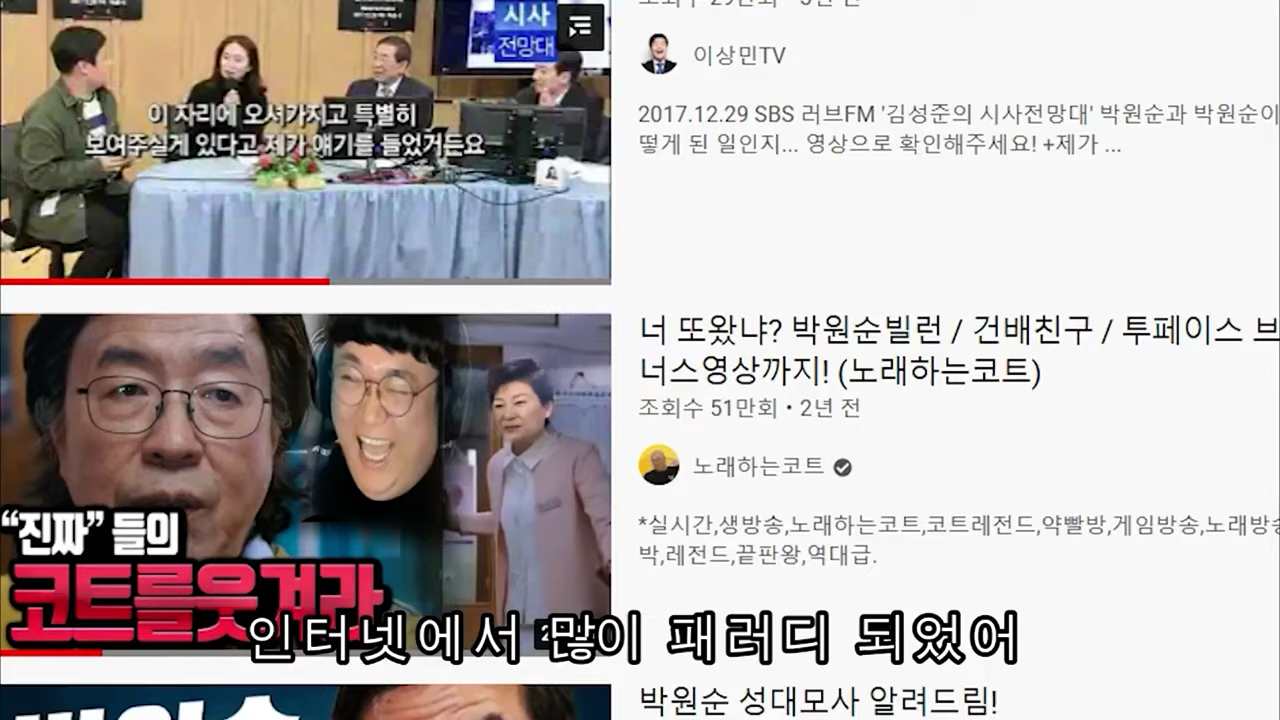 시사
전망대
이 자리에 오셔가지고 특별히
보여주실게 있다고 제가 얘기를 들었거든요
이상민TV
2017.12.29 SBS 러브FM '김성준의 시사전망대' 박원순과 박원순이
떻게 된 일인지... 영상으로 확인해주세요! +제가 ...
너 또왔냐? 박원순빌런 / 건배친구 / 투페이스 브
너스영상까지! (노래하는코트)
조회수 51만회 • 2년 전
노래하는코트
*실시간,생방송,노래하는코트,코트레전드,약빨방,게임방송,노래방송
박,레전드,끝판왕,역대급.
“진짜” 들의
코트를웃겨라
인터넷에서 많이 패러디 되었어
박원순 성대모사 알려드림!